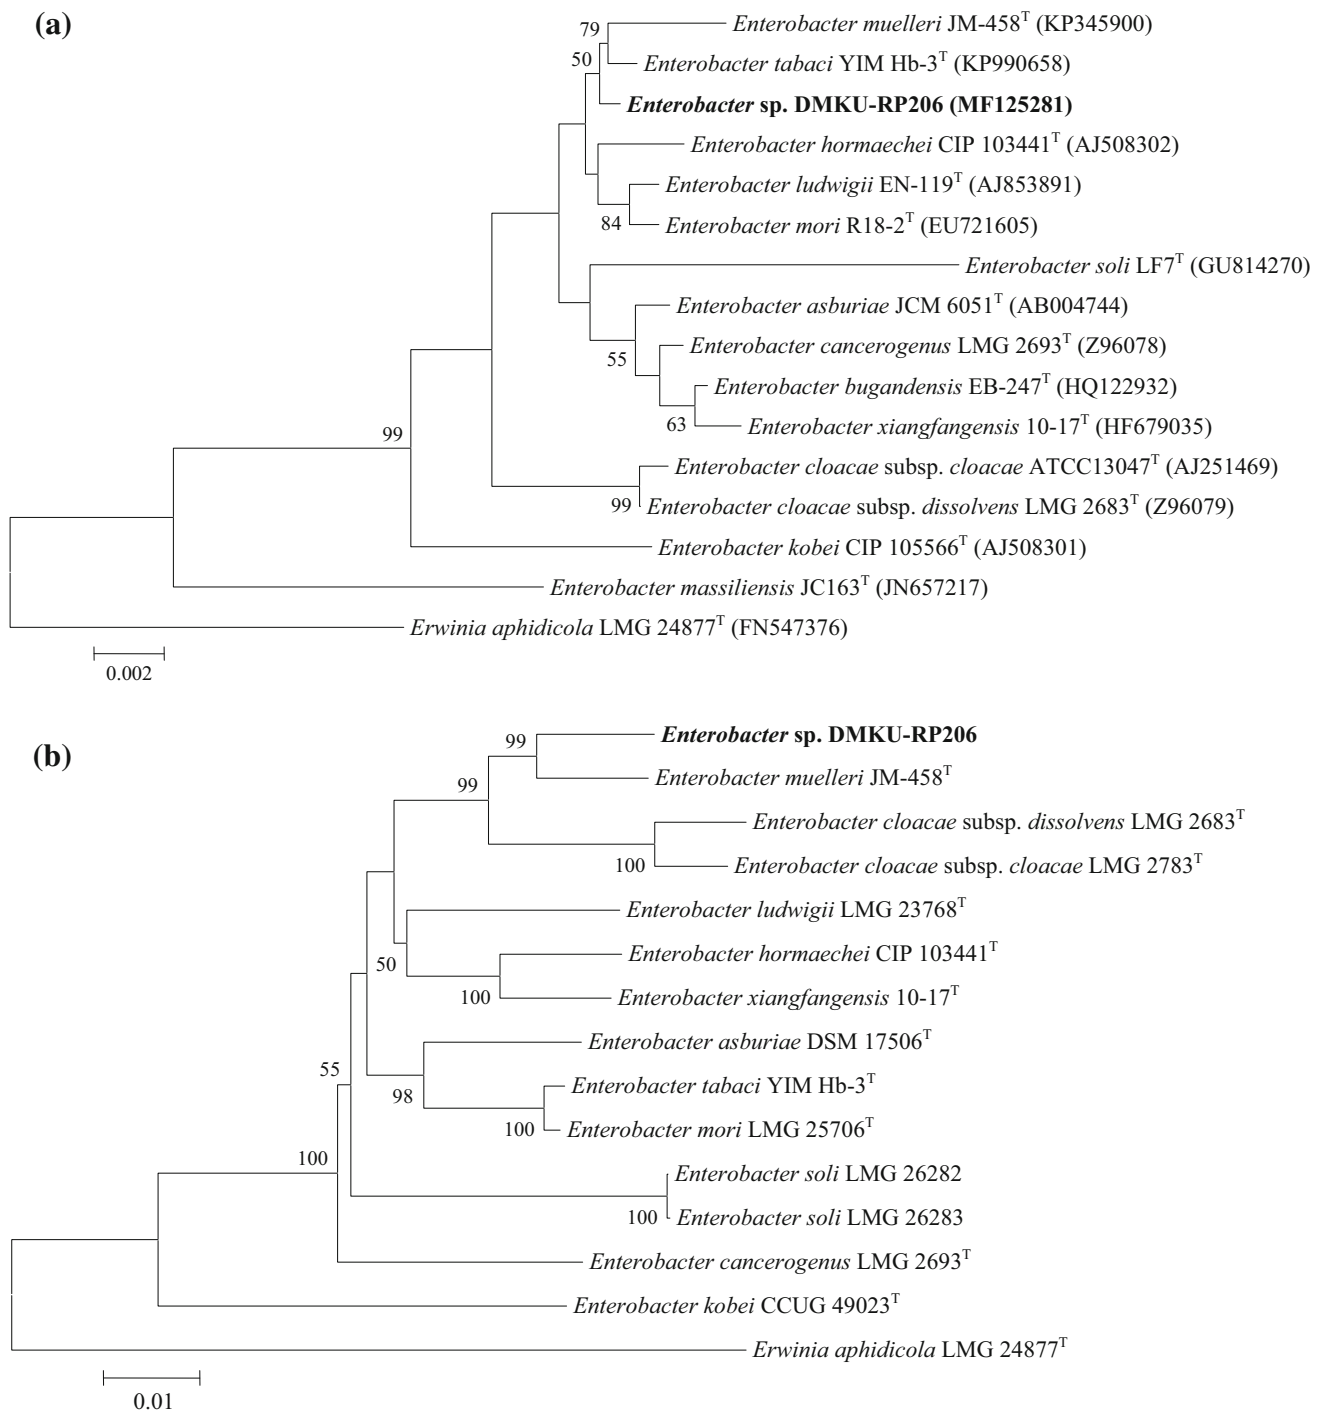 (a)
79
Enterobacter muelleri JM-458ᵀ (KP345900)
50
Enterobacter tabaci YIM Hb-3ᵀ (KP990658)
Enterobacter sp. DMKU-RP206 (MF125281)
Enterobacter hormaechei CIP 103441ᵀ (AJ508302)
Enterobacter ludwigii EN-119ᵀ (AJ853891)
84
Enterobacter mori R18-2ᵀ (EU721605)
Enterobacter soli LF7ᵀ (GU814270)
Enterobacter asburiae JCM 6051ᵀ (AB004744)
Enterobacter cancerogenus LMG 2693ᵀ (Z96078)
55
Enterobacter bugandensis EB-247ᵀ (HQ122932)
63
Enterobacter xiangfangensis 10-17ᵀ (HF679035)
99
Enterobacter cloacae subsp. cloacae ATCC13047ᵀ (AJ251469)
99
Enterobacter cloacae subsp. dissolvens LMG 2683ᵀ (Z96079)
Enterobacter kobei CIP 105566ᵀ (AJ508301)
Enterobacter massiliensis JC163ᵀ (JN657217)
Erwinia aphidicola LMG 24877ᵀ (FN547376)
0.002
(b)
99
Enterobacter sp. DMKU-RP206
99
Enterobacter muelleri JM-458ᵀ
Enterobacter cloacae subsp. dissolvens LMG 2683ᵀ
100
Enterobacter cloacae subsp. cloacae LMG 2783ᵀ
Enterobacter ludwigii LMG 23768ᵀ
50
Enterobacter hormaechei CIP 103441ᵀ
100
Enterobacter xiangfangensis 10-17ᵀ
Enterobacter asburiae DSM 17506ᵀ
55
98
Enterobacter tabaci YIM Hb-3ᵀ
100
Enterobacter mori LMG 25706ᵀ
100
Enterobacter soli LMG 26282
100
Enterobacter soli LMG 26283
Enterobacter cancerogenus LMG 2693ᵀ
Enterobacter kobei CCUG 49023ᵀ
Erwinia aphidicola LMG 24877ᵀ
0.01